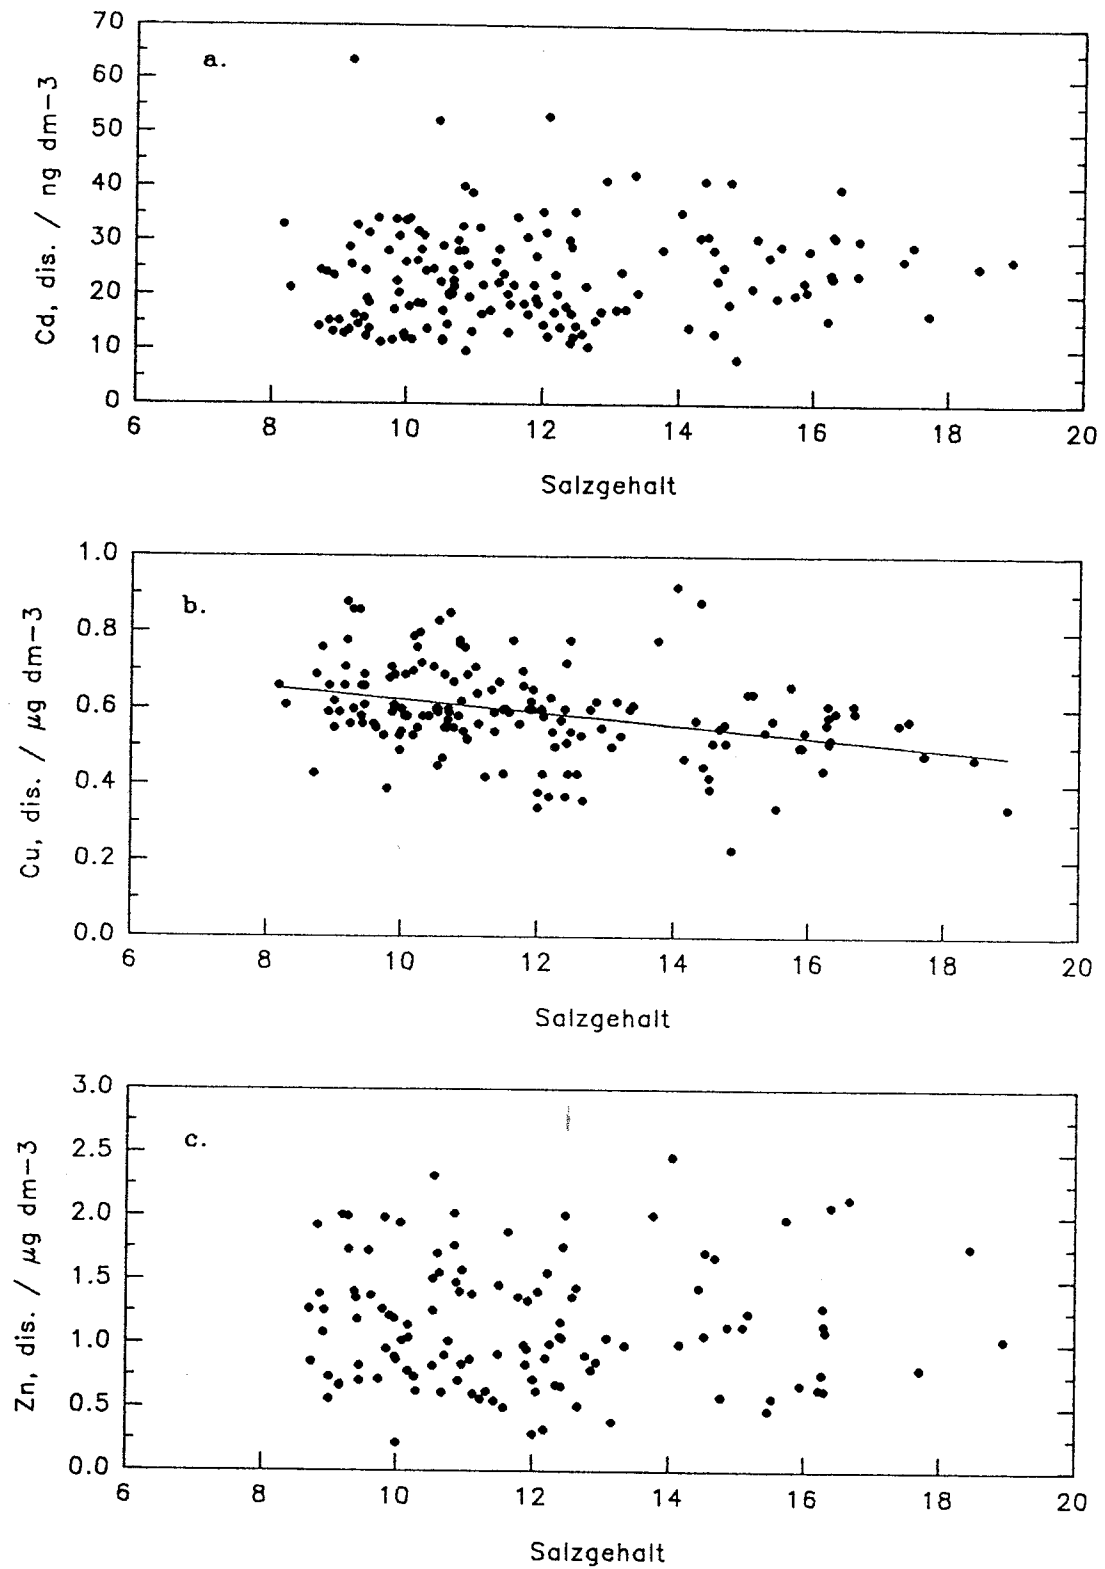 a.
Cd, dis. / ng dm-3
70
60
50
40
30
20
10
0
6 8 10 12 14 16 18 20
Salzgehalt
b.
Cu, dis. / μg dm-3
1.0
0.8
0.6
0.4
0.2
0.0
6 8 10 12 14 16 18 20
Salzgehalt
c.
Zn, dis. / μg dm-3
3.0
2.5
2.0
1.5
1.0
0.5
0.0
6 8 10 12 14 16 18 20
Salzgehalt